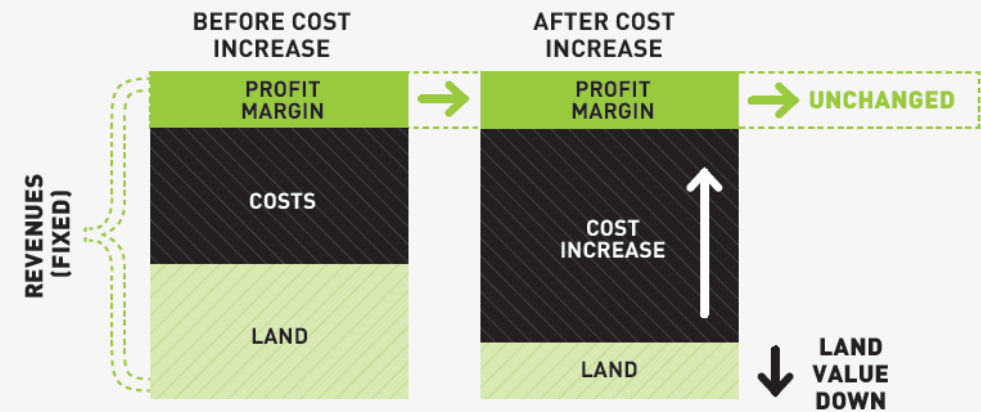 BEFORE COST
INCREASE
AFTER COST
INCREASE
REVENUES
(FIXED)
PROFIT
MARGIN
COSTS
LAND
PROFIT
MARGIN
COST
INCREASE
LAND
UNCHANGED
LAND
VALUE
DOWN